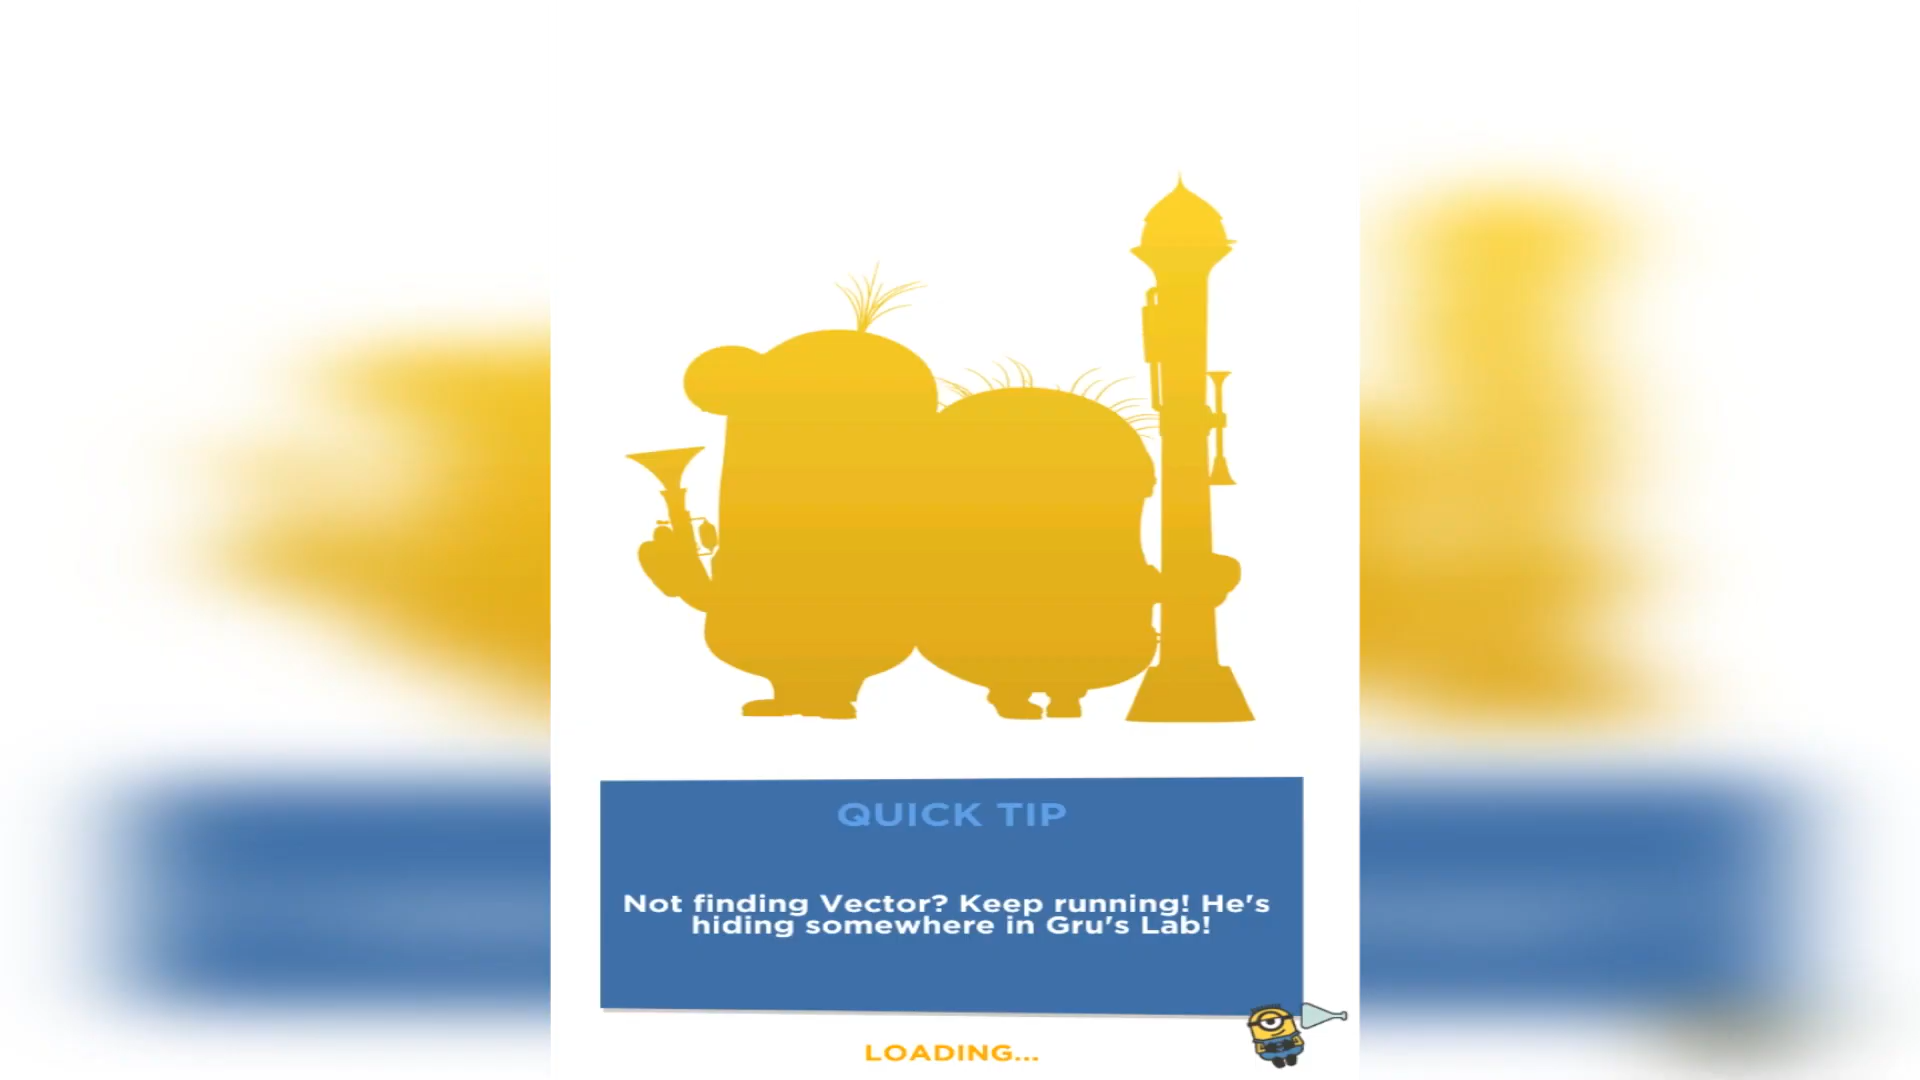 QUICK TIP
Not finding Vector? Keep running! He's
hiding somewhere in Gru's Lab!
LOADING...